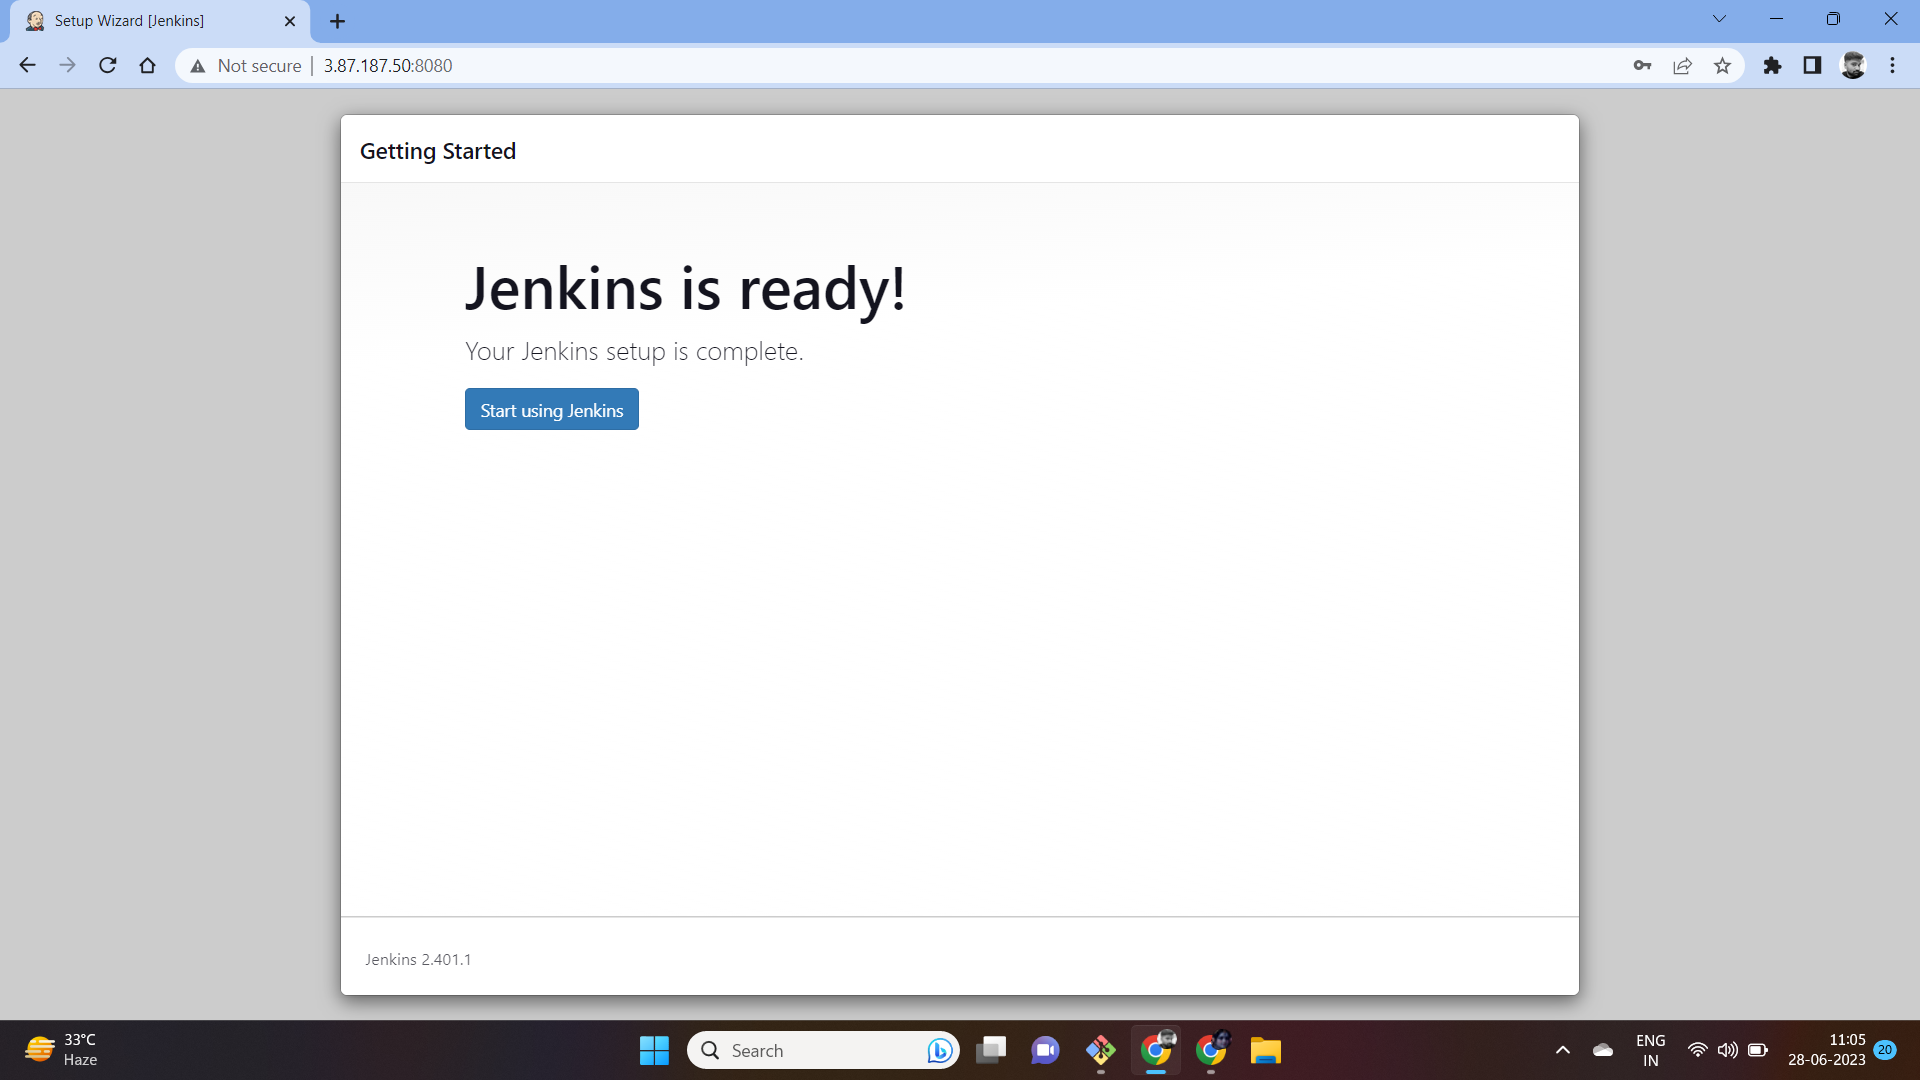 Setup Wizard [Jenkins]
Not secure | 3.87.187.50:8080
Getting Started
Jenkins is ready!
Your Jenkins setup is complete.
Start using Jenkins
Jenkins 2.401.1
33°C
Haze
Search
ENG
IN
11:05
28-06-2023
20